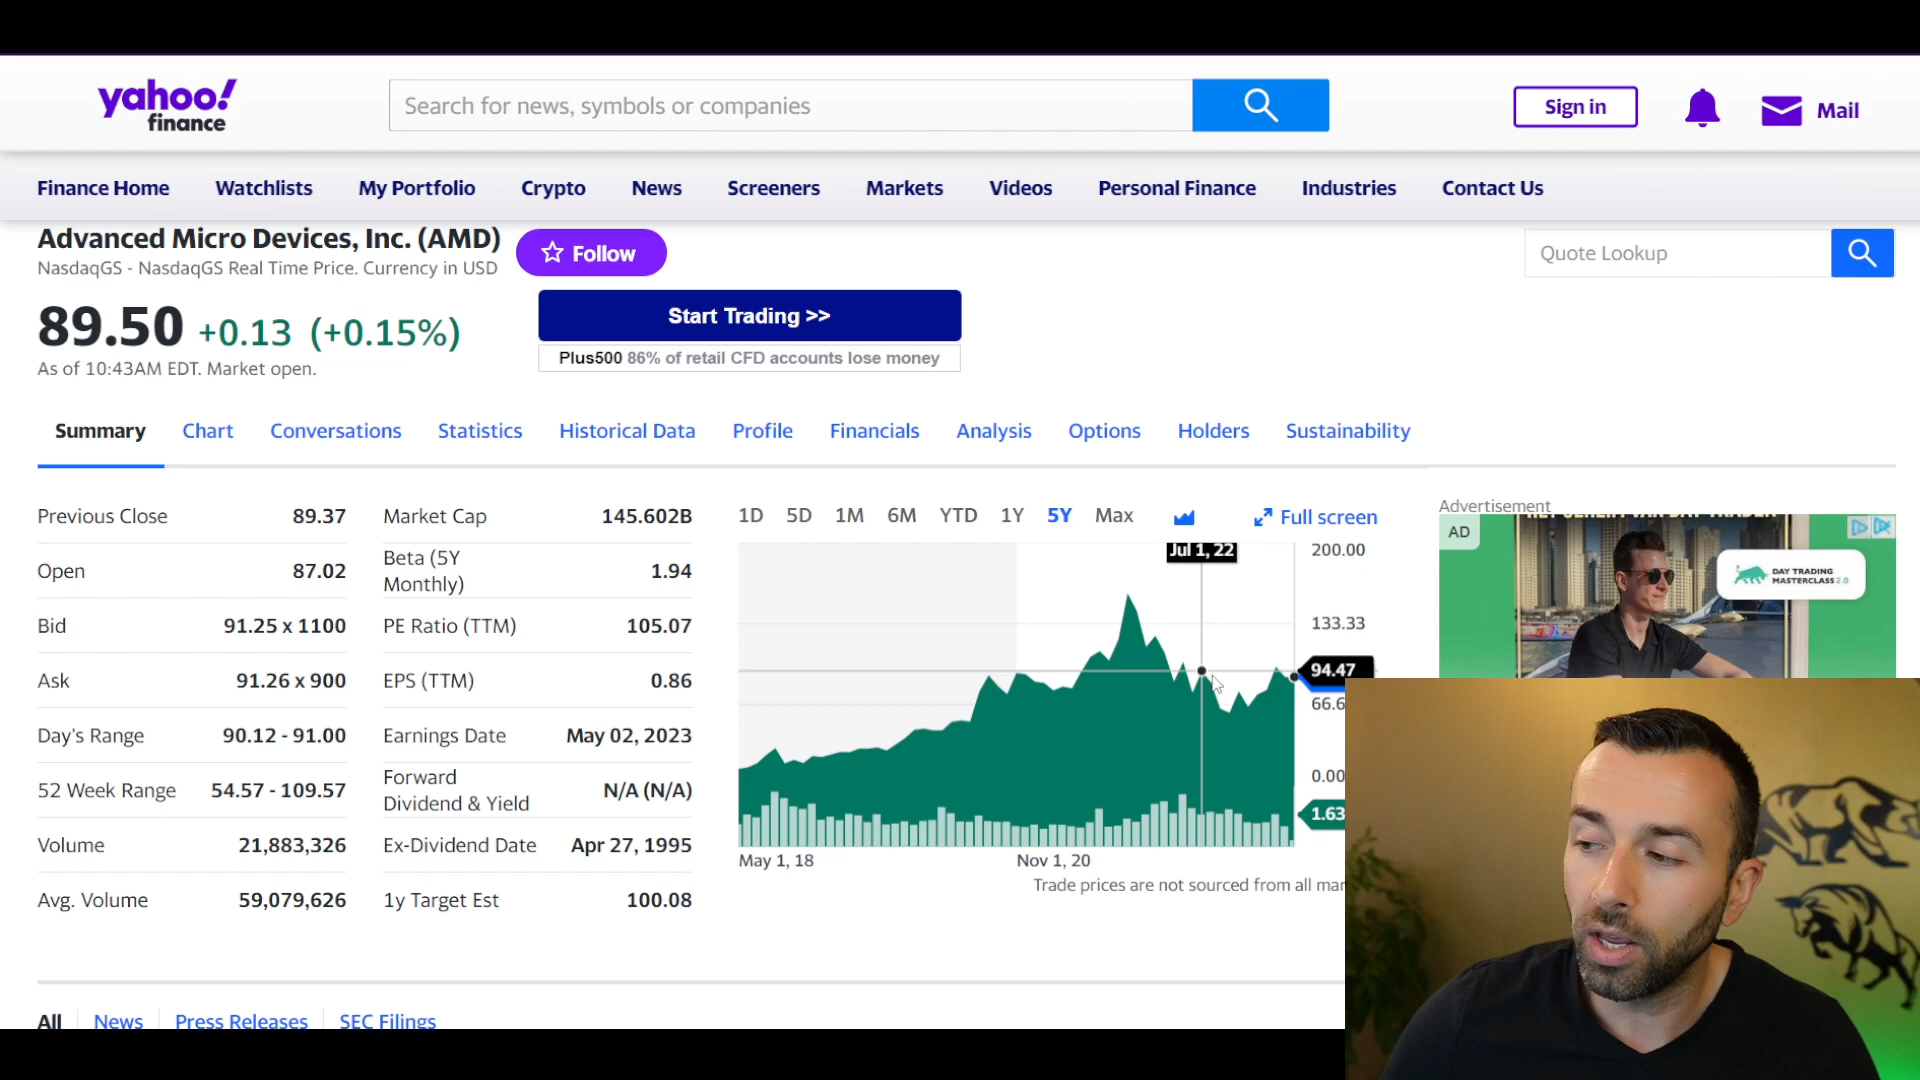 yahoo!
finance
Search for news, symbols or companies
Sign in
Mail
Finance Home
Watchlists
My Portfolio
Crypto
News
Screeners
Markets
Videos
Personal Finance
Industries
Contact Us
Advanced Micro Devices, Inc. (AMD)
Follow
NasdaqGS - NasdaqGS Real Time Price. Currency in USD
Quote Lookup
89.50 +0.13 (+0.15%)
As of 10:43AM EDT. Market open.
Start Trading >>
Plus500 86% of retail CFD accounts lose money
Summary
Chart
Conversations
Statistics
Historical Data
Profile
Financials
Analysis
Options
Holders
Sustainability
Previous Close 89.37
Open 87.02
Bid 91.25 x 1100
Ask 91.26 x 900
Day's Range 90.12 - 91.00
52 Week Range 54.57 - 109.57
Volume 21,883,326
Avg. Volume 59,079,626
Market Cap 145.602B
Beta (5Y
Monthly) 1.94
PE Ratio (TTM) 105.07
EPS (TTM) 0.86
Earnings Date May 02, 2023
Forward
Dividend & Yield N/A (N/A)
Ex-Dividend Date Apr 27, 1995
1y Target Est 100.08
1D 5D 1M 6M YTD 1Y 5Y Max
Full screen
Jul 1, 22
200.00
133.33
94.47
66.6
0.00
1.63
May 1, 18
Nov 1, 20
Trade prices are not sourced from all mar
Advertisement
AD
DAY TRADING
MASTERCLASS 2.0
All
News
Press Releases
SEC Filings